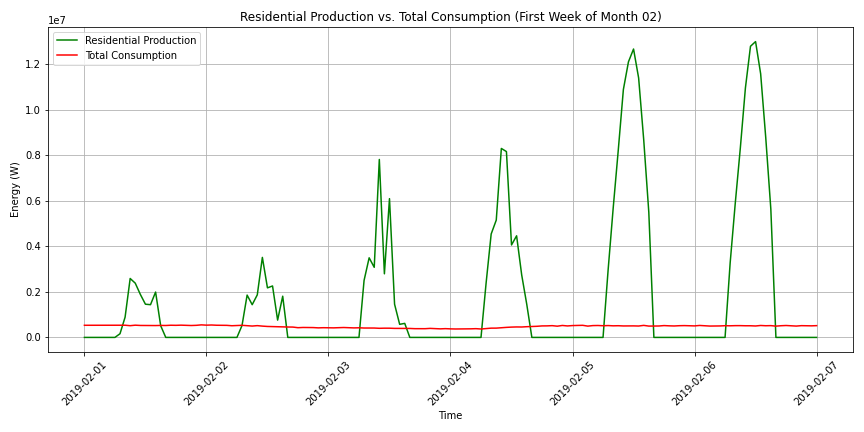 Residential Production vs. Total Consumption (First Week of Month 02)
1e7
Residential Production
Total Consumption
1.2
1.0
0.8
0.6
0.4
0.2
0.0
Energy (W)
2019-02-01
2019-02-02
2019-02-03
2019-02-04
2019-02-05
2019-02-06
2019-02-07
Time